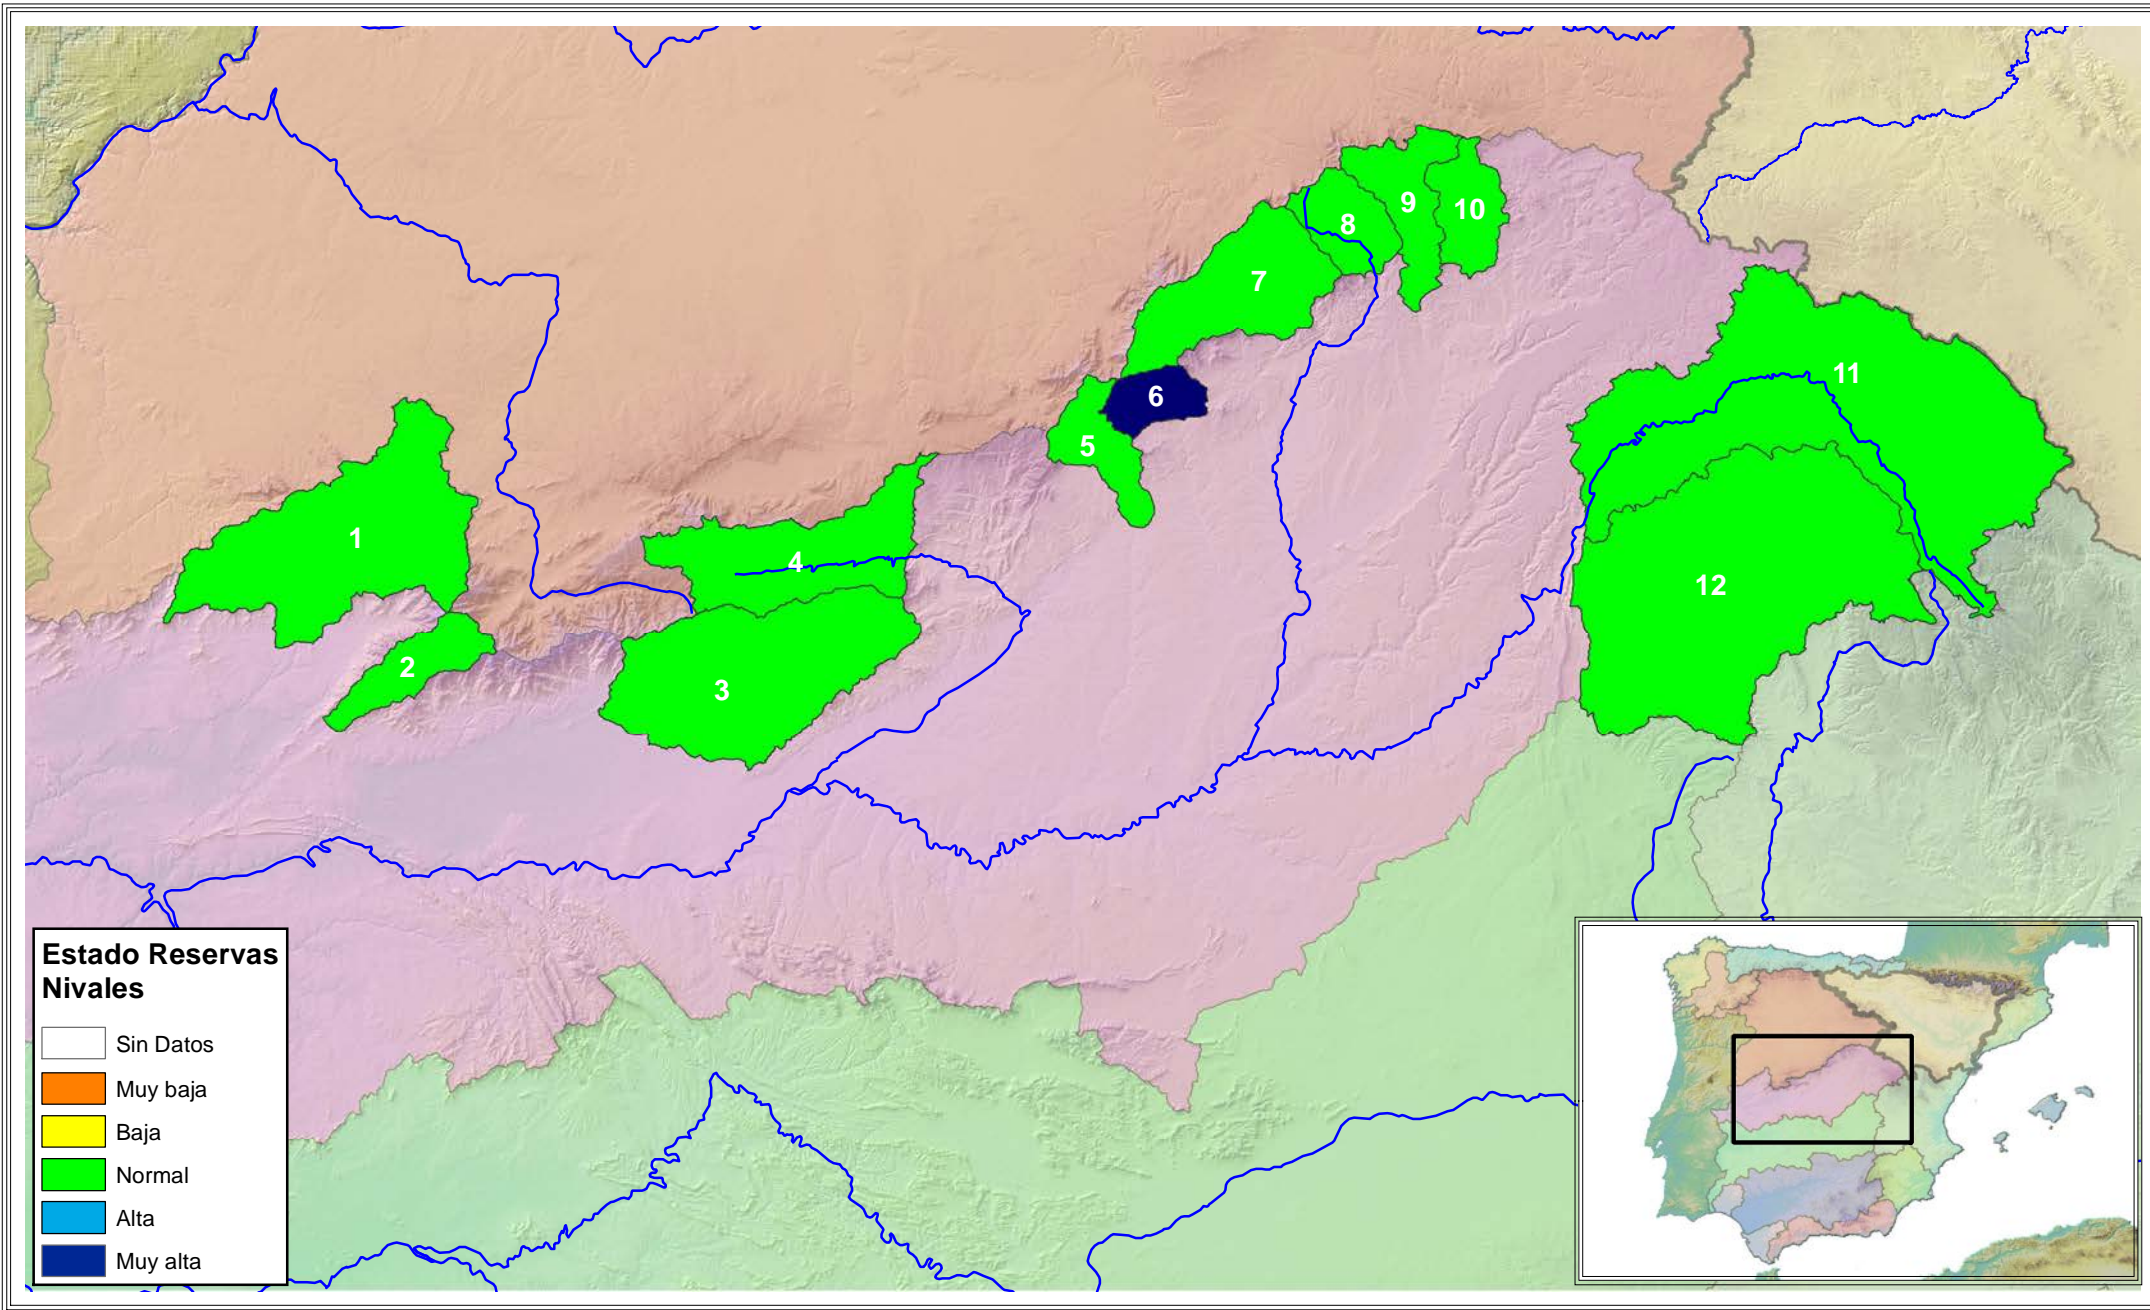 9
10
8
7
11
6
5
1
4
12
2
3
Estado Reservas
Nivales
Sin Datos
Muy baja
Baja
Normal
Alta
Muy alta